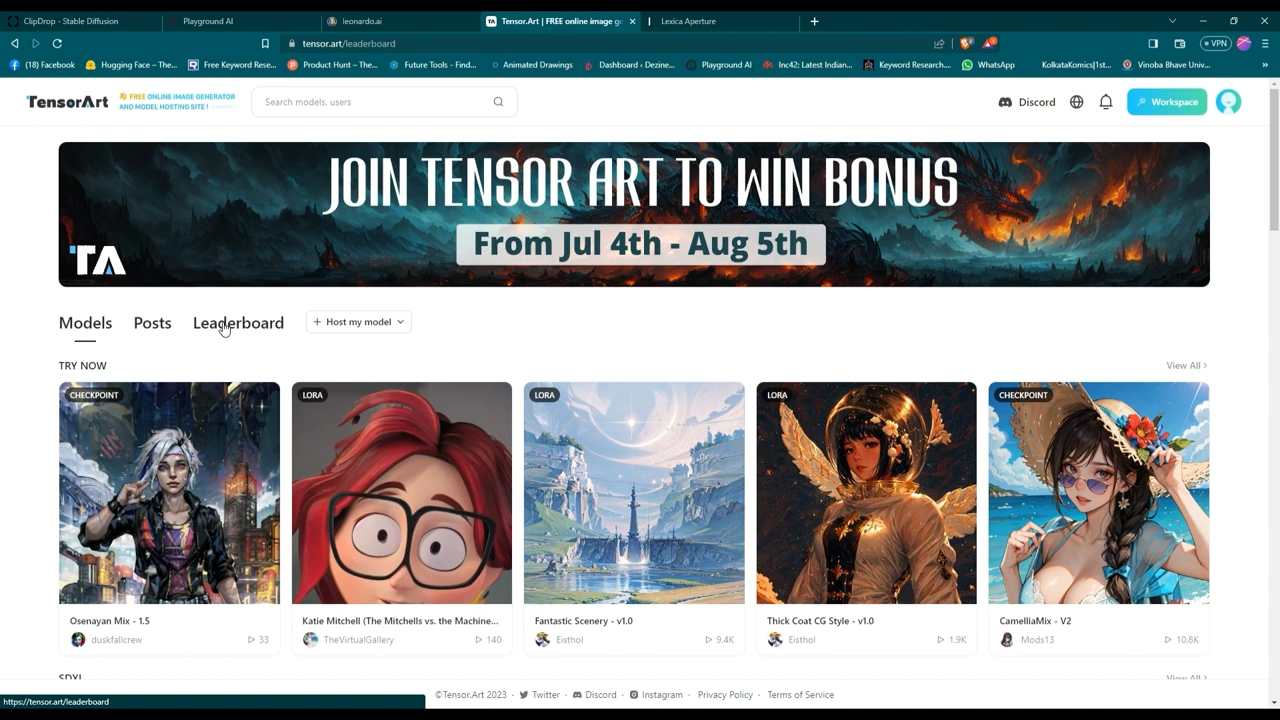 ClipDrop - Stable Diffusion
Playground AI
leonardo.ai
Tensor.Art | FREE online image ge
Lexica Aperture
tensor.art/leaderboard
VPN
(18) Facebook
Hugging Face – The...
Free Keyword Rese...
Product Hunt – The...
Future Tools - Find...
Animated Drawings
Dashboard ‹ Dezine...
Playground AI
Inc42: Latest Indian...
Keyword Research,...
WhatsApp
KolkataKomics|1st...
Vinoba Bhave Univ...
TensorArt
FREE ONLINE IMAGE GENERATOR
AND MODEL HOSTING SITE !
Search models, users
Discord
Workspace
JOIN TENSOR ART TO WIN BONUS
From Jul 4th - Aug 5th
TA
Models
Posts
Leaderboard
Host my model
TRY NOW
View All
CHECKPOINT
LORA
LORA
LORA
CHECKPOINT
Osenayan Mix - 1.5
Katie Mitchell (The Mitchells vs. the Machine...
Fantastic Scenery - v1.0
Thick Coat CG Style - v1.0
CamelliaMix - V2
duskfallcrew
33
TheVirtualGallery
140
Eisthol
9.4K
Eisthol
1.9K
Mods13
10.8K
SDXL
View All
©Tensor.Art 2023 · Twitter · Discord · Instagram · Privacy Policy · Terms of Service
https://tensor.art/leaderboard